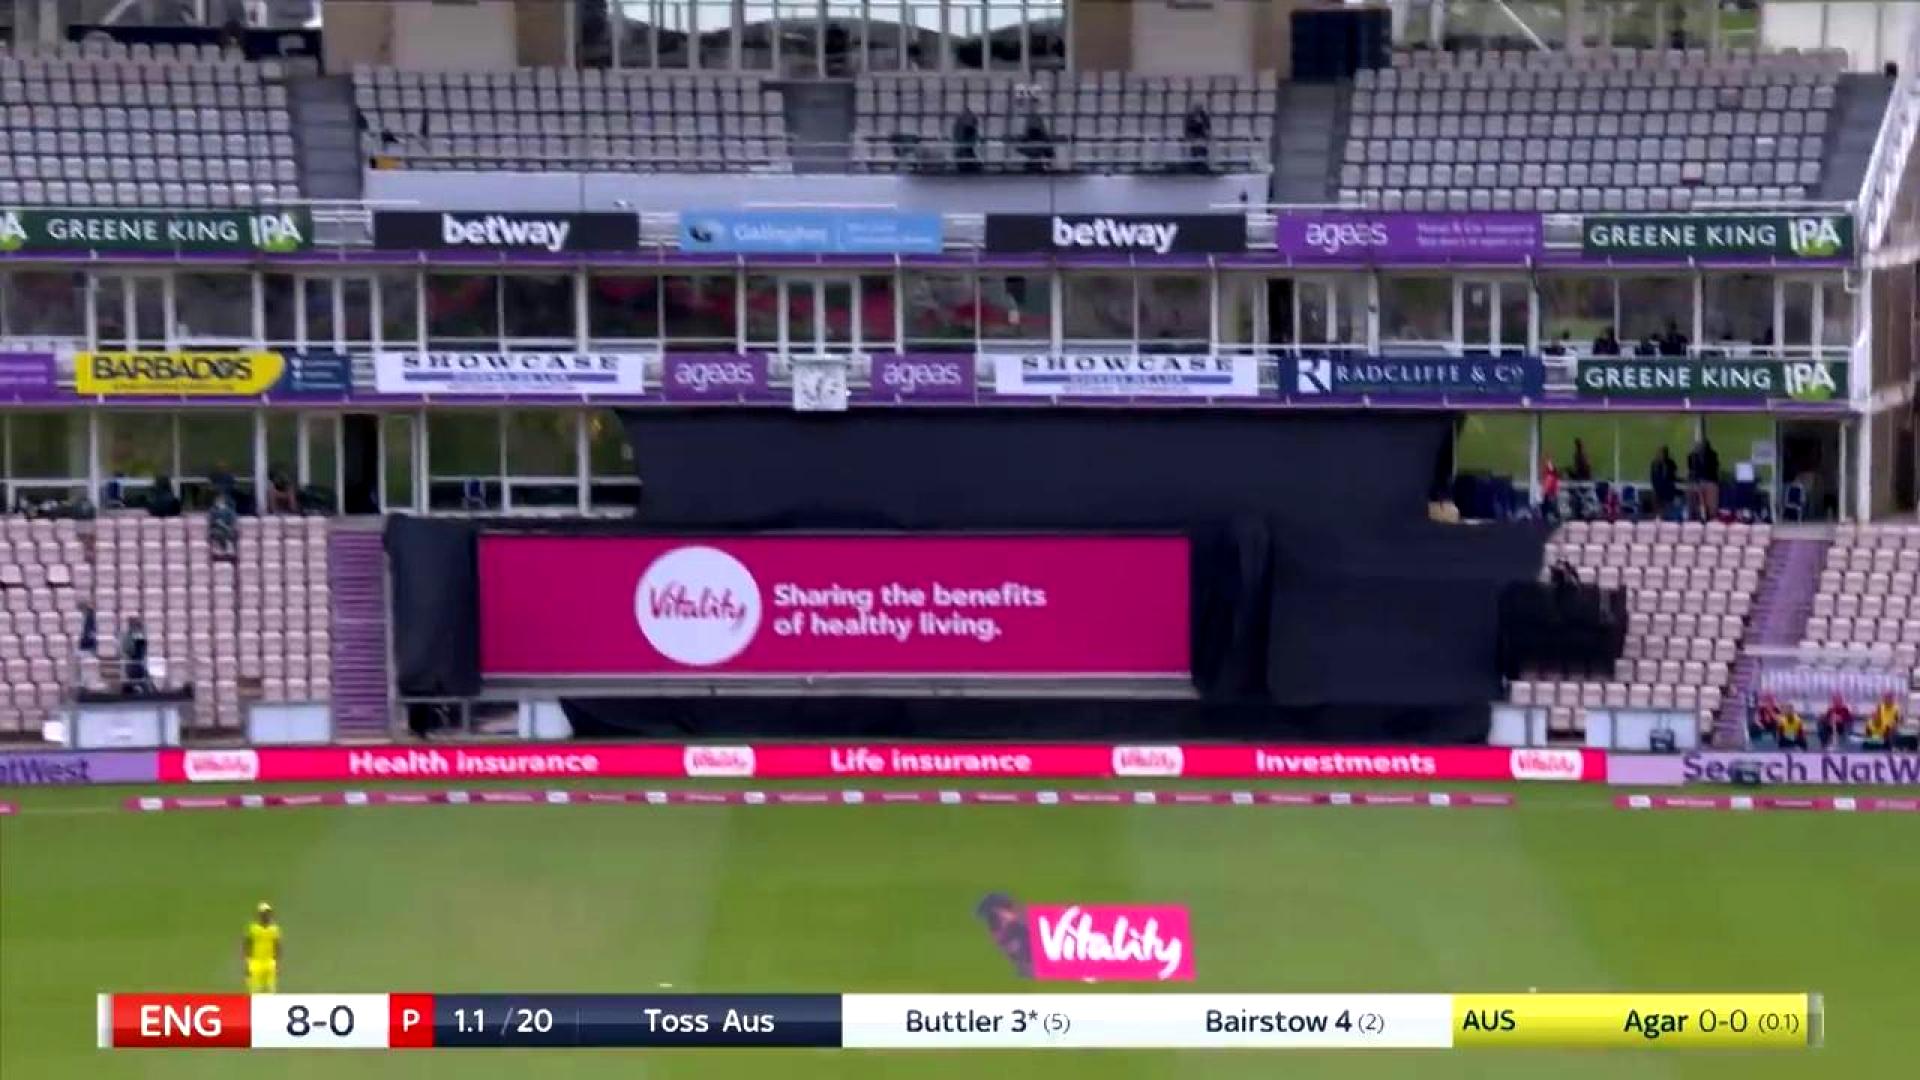 GREENE KING IPA
betway
betway
ageas
GREENE KING IPA
BARBADOS
SHOWCASE
ageas
ageas
SHOWCASE
RADCLIFFE & Co
GREENE KING IPA
Vitality
Sharing the benefits
of healthy living.
Vitality
Health insurance
Vitality
Life insurance
Vitality
Investments
Vitality
Search NatW
Vitality
ENG 8-0 P 1.1 / 20 Toss Aus Buttler 3* (5) Bairstow 4 (2) AUS Agar 0-0 (0.1)